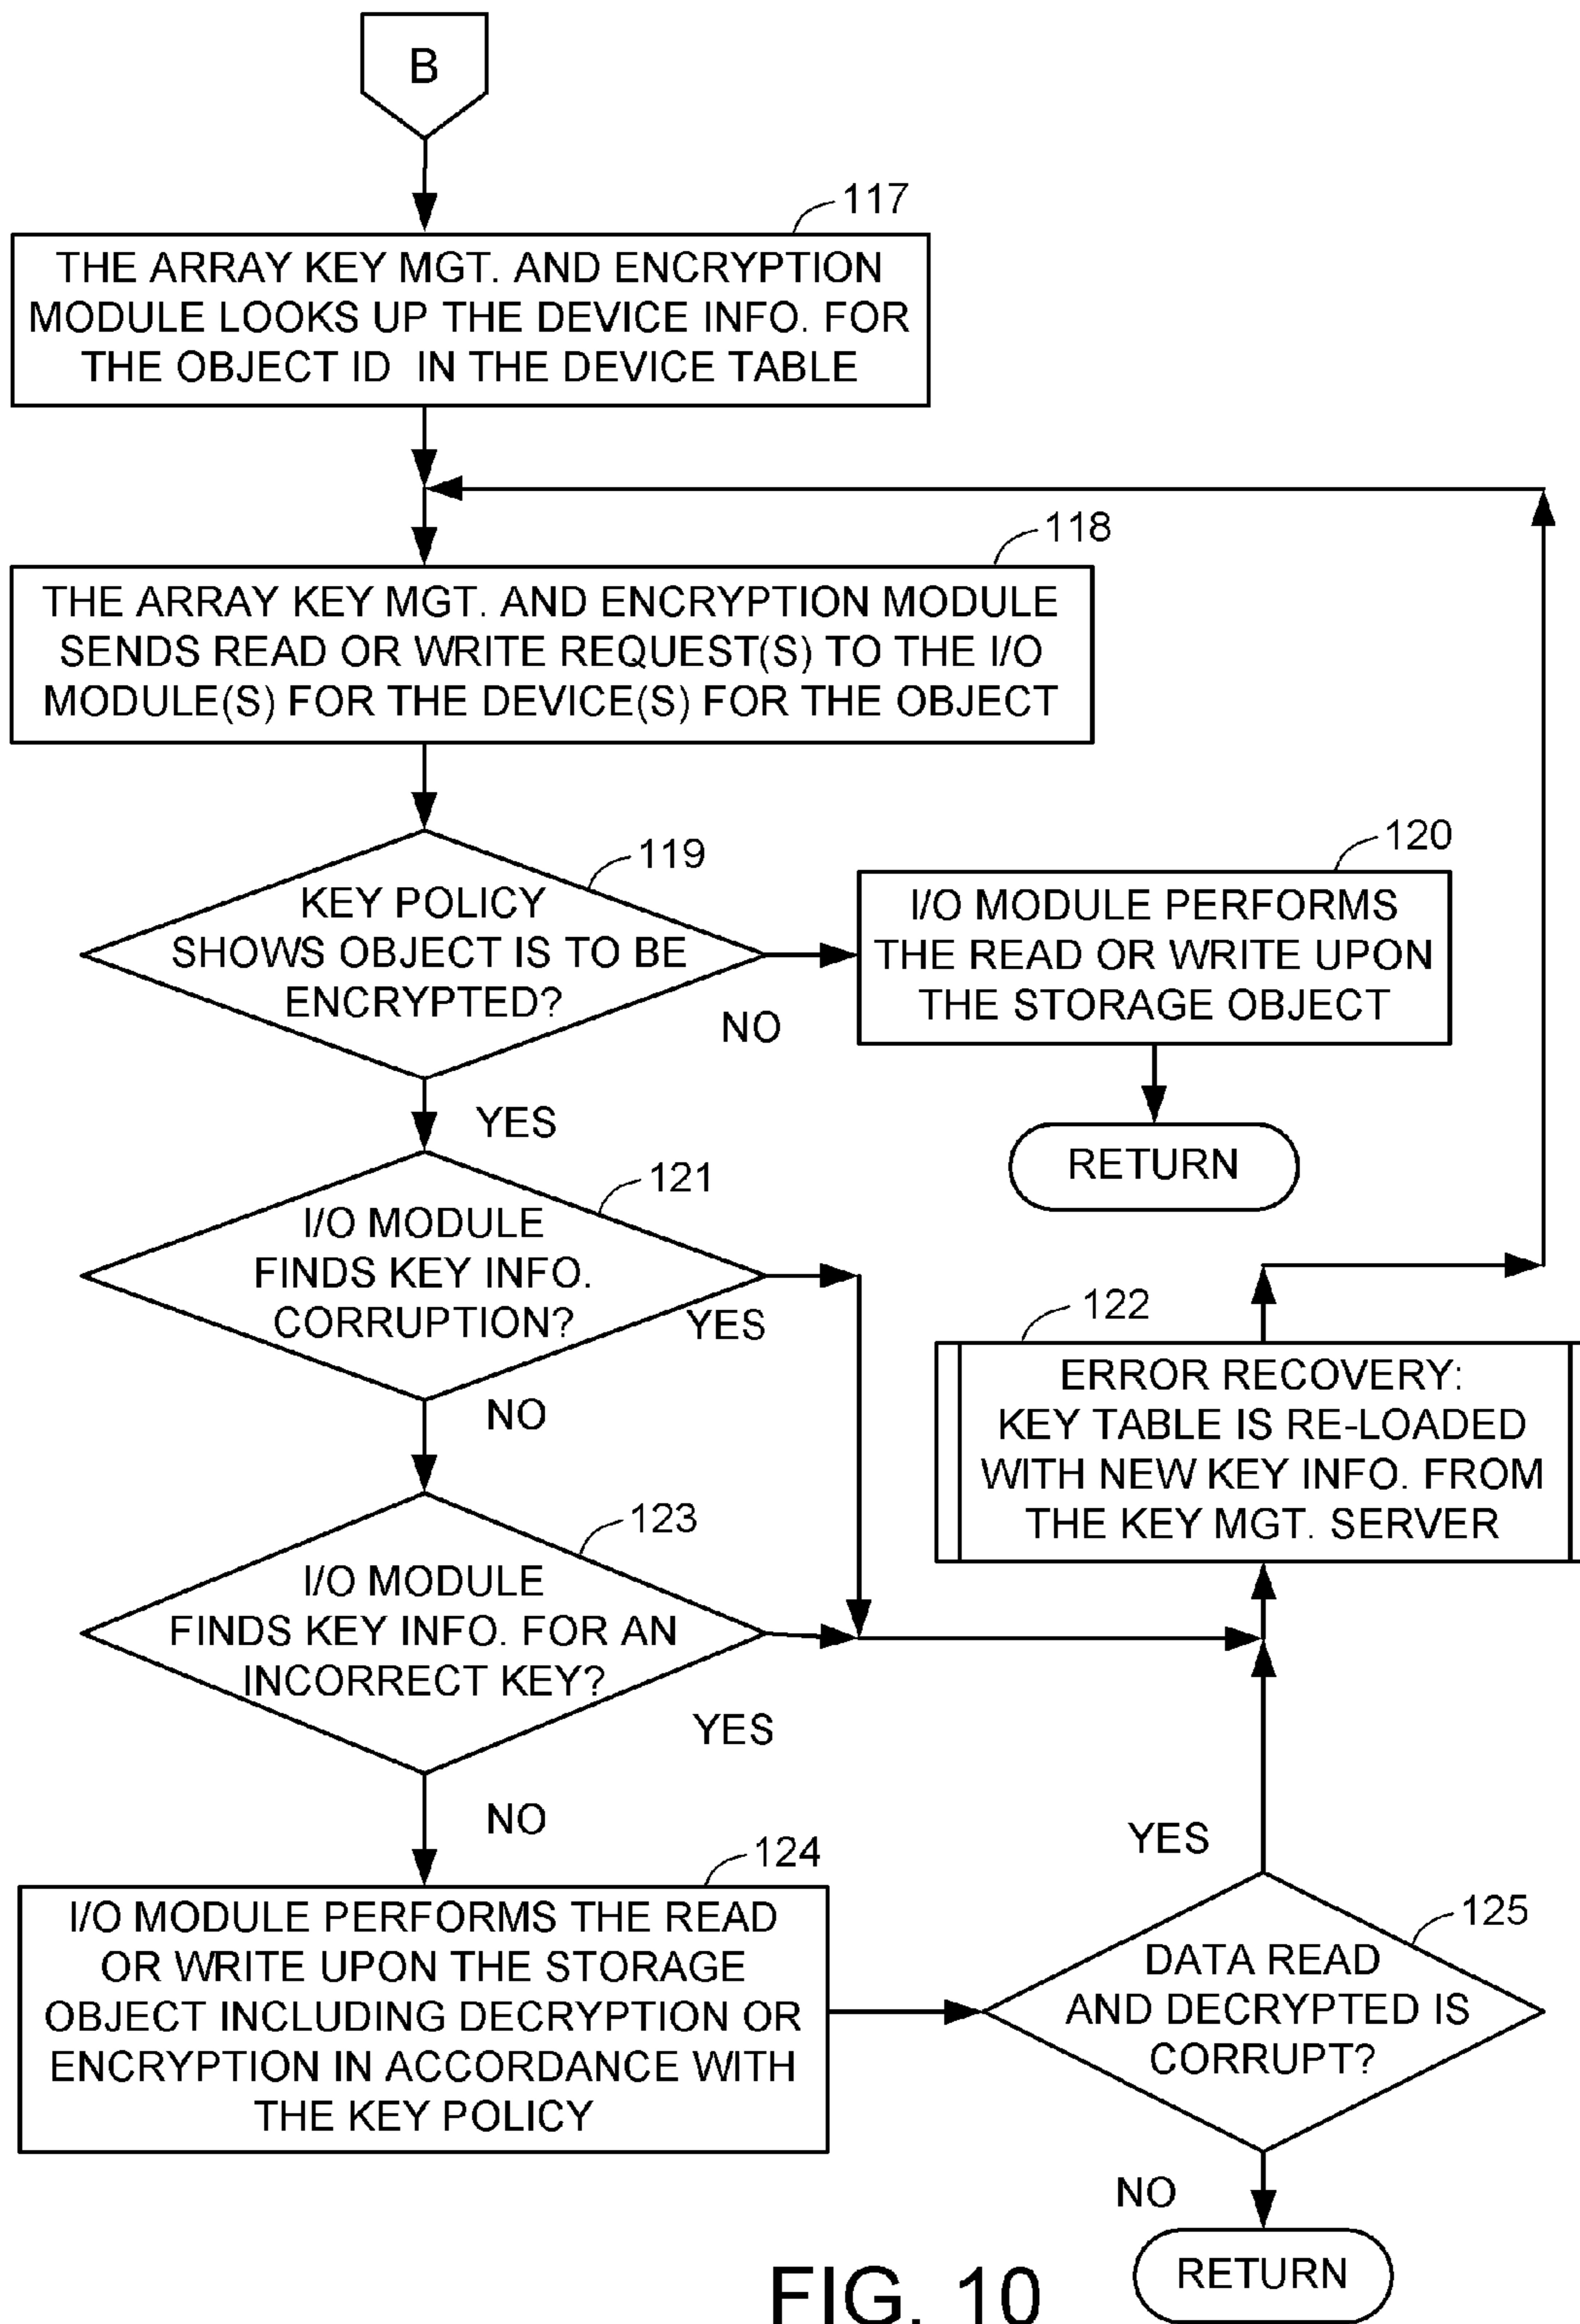 B
117
THE ARRAY KEY MGT. AND ENCRYPTION
MODULE LOOKS UP THE DEVICE INFO. FOR
THE OBJECT ID IN THE DEVICE TABLE
118
THE ARRAY KEY MGT. AND ENCRYPTION MODULE
SENDS READ OR WRITE REQUEST(S) TO THE I/O
MODULE(S) FOR THE DEVICE(S) FOR THE OBJECT
119
KEY POLICY
SHOWS OBJECT IS TO BE
ENCRYPTED?
NO
YES
120
I/O MODULE PERFORMS
THE READ OR WRITE UPON
THE STORAGE OBJECT
RETURN
121
I/O MODULE
FINDS KEY INFO.
CORRUPTION?
YES
NO
122
ERROR RECOVERY:
KEY TABLE IS RE-LOADED
WITH NEW KEY INFO. FROM
THE KEY MGT. SERVER
123
I/O MODULE
FINDS KEY INFO. FOR AN
INCORRECT KEY?
YES
NO
124
I/O MODULE PERFORMS THE READ
OR WRITE UPON THE STORAGE
OBJECT INCLUDING DECRYPTION OR
ENCRYPTION IN ACCORDANCE WITH
THE KEY POLICY
YES
125
DATA READ
AND DECRYPTED IS
CORRUPT?
NO
RETURN
FIG. 10